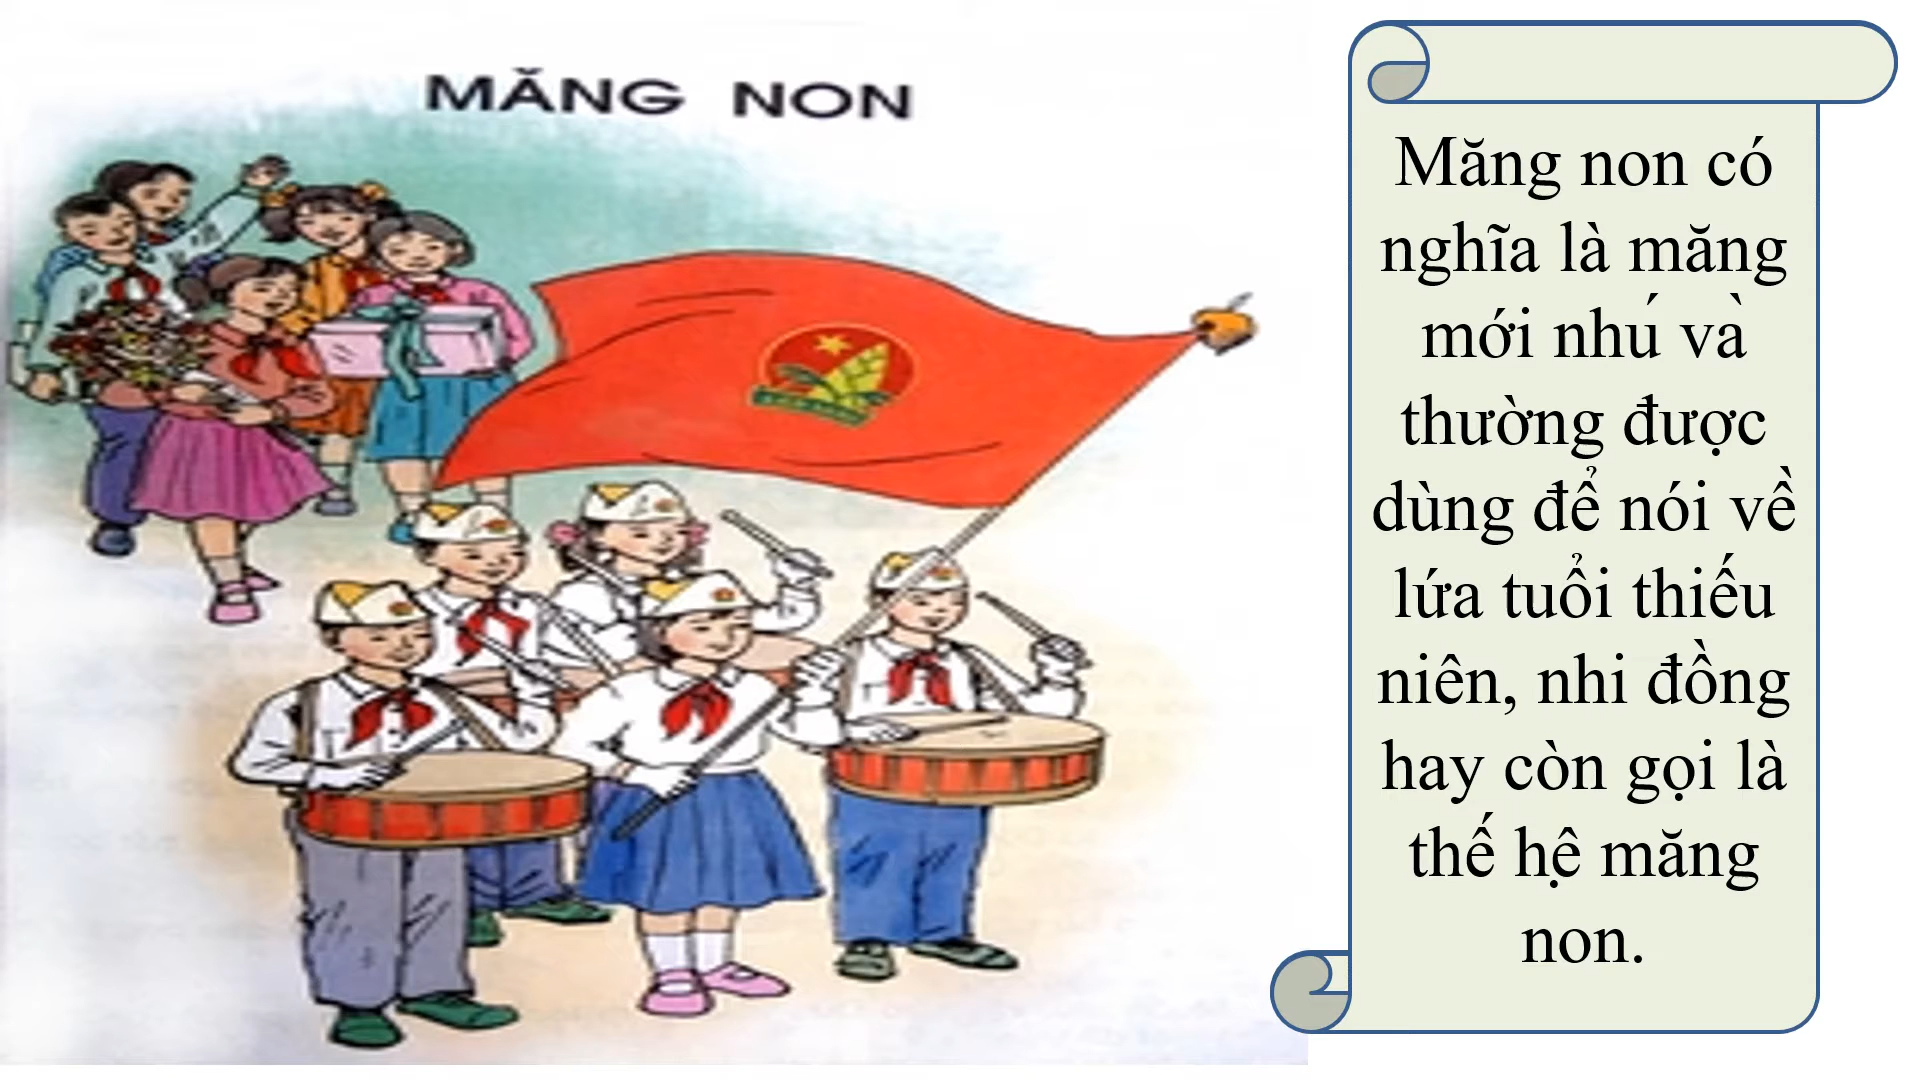 MĂNG NON
Măng non có
nghĩa là măng
mới nhú và
thường được
dùng để nói về
lứa tuổi thiếu
niên, nhi đồng
hay còn gọi là
thế hệ măng
non.